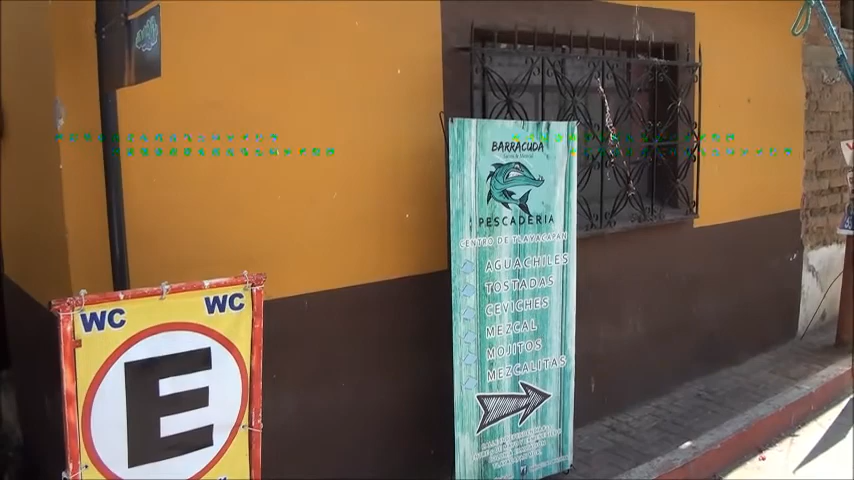 BARRACUDA
PESCADERIA
CENTRO DE TLAYACAPAN
AGUACHILES
TOSTADAS
CEVICHES
MEZCAL
MOJITOS
MEZCALITAS
WC WC
E